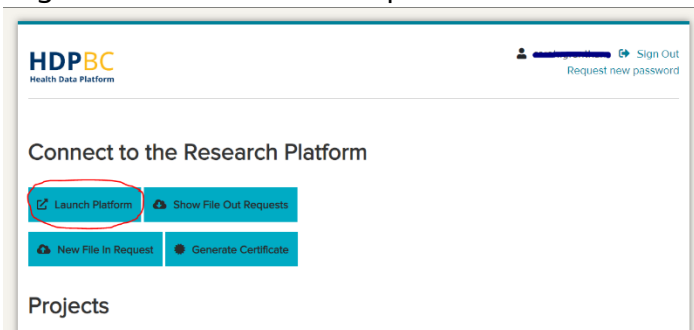 HDPBC
Health Data Platform
Sign Out
Request new password
Connect to the Research Platform
Launch Platform
Show File Out Requests
New File In Request
Generate Certificate
Projects